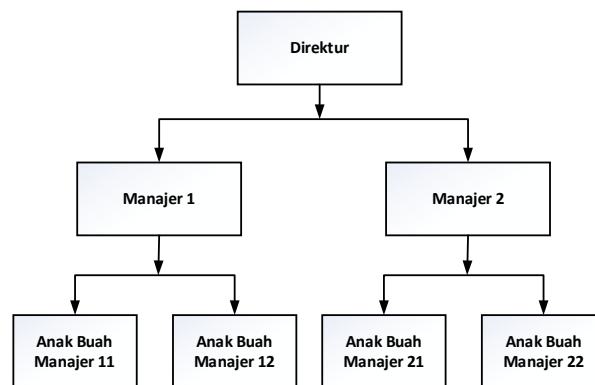 Direktur
Manajer 1
Manajer 2
Anak Buah
Manajer 11
Anak Buah
Manajer 12
Anak Buah
Manajer 21
Anak Buah
Manajer 22